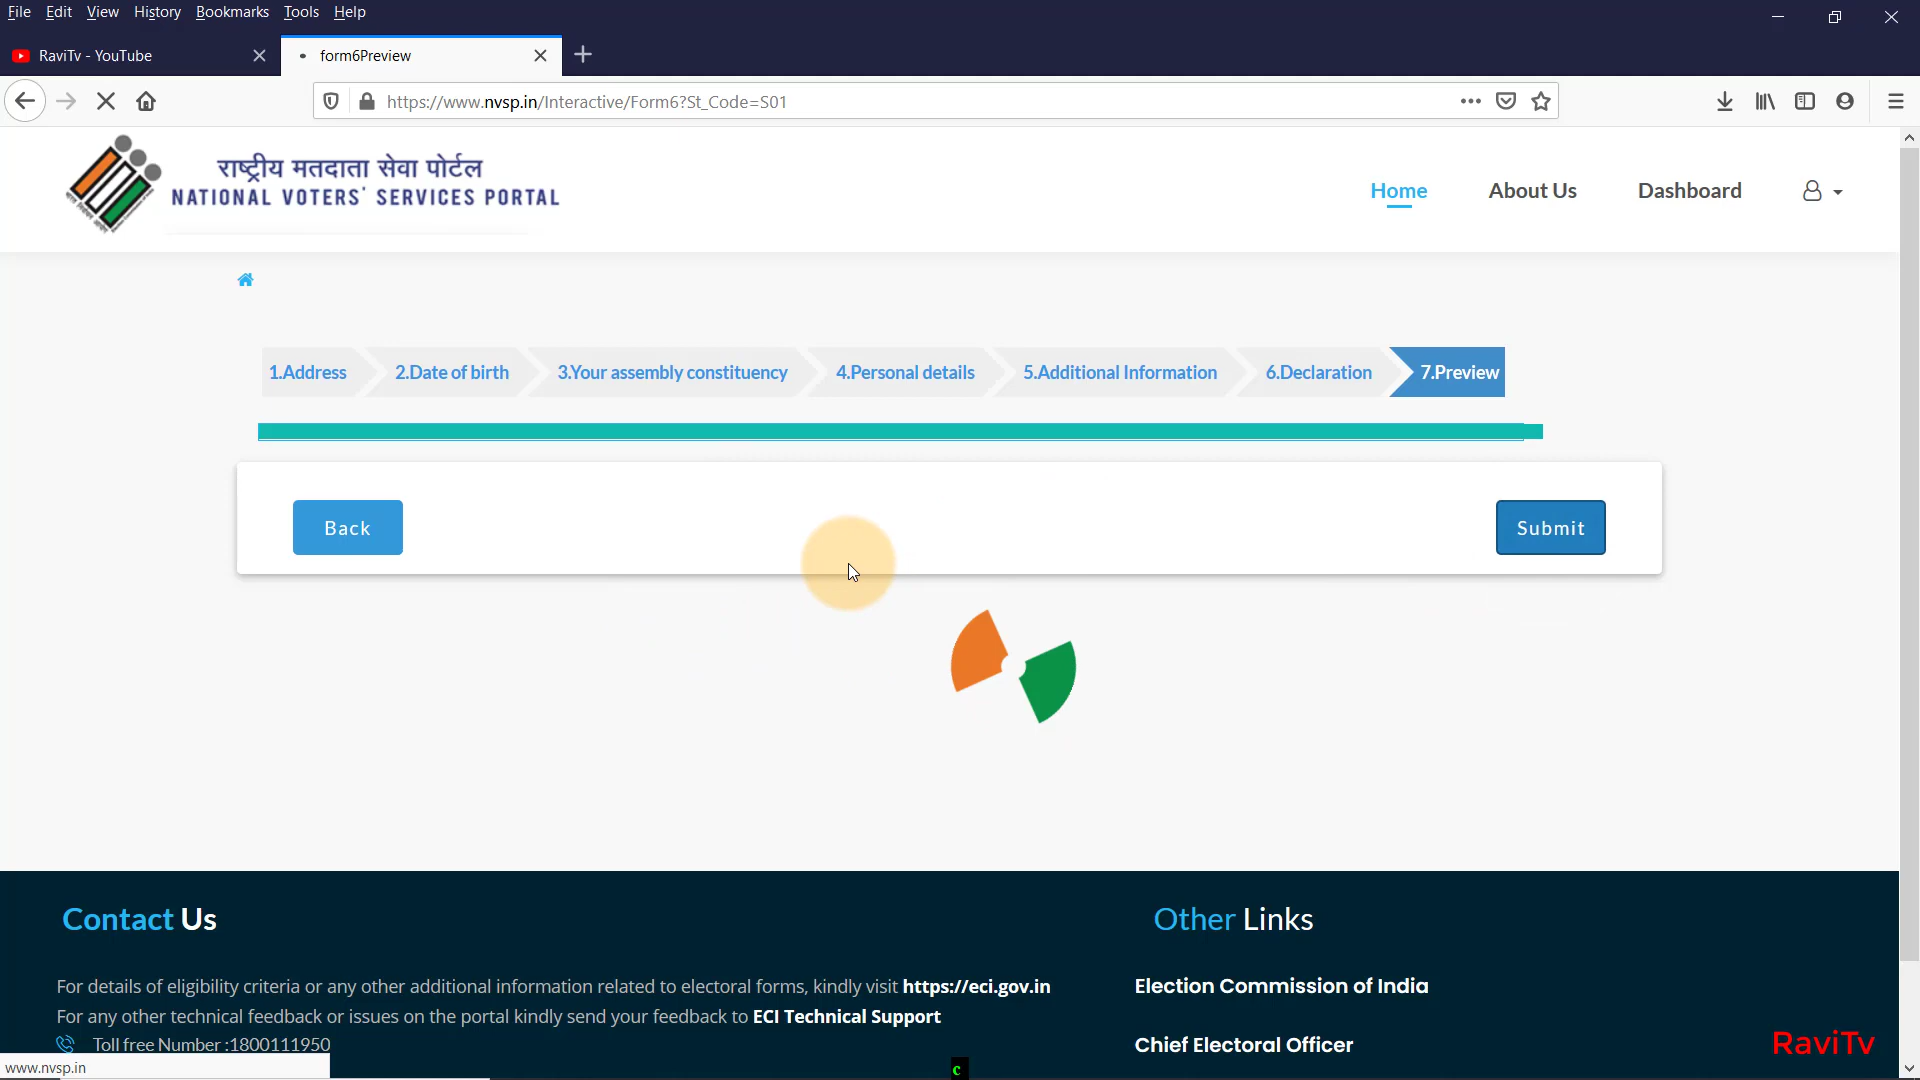 File Edit View History Bookmarks Tools Help
RaviTv - YouTube
form6Preview
https://www.nvsp.in/Interactive/Form6?St_Code=S01
राष्ट्रीय मतदाता सेवा पोर्टल
NATIONAL VOTERS' SERVICES PORTAL
Home About Us Dashboard
1.Address 2.Date of birth 3.Your assembly constituency 4.Personal details 5.Additional Information 6.Declaration 7.Preview
Back Submit
Contact Us
Other Links
For details of eligibility criteria or any other additional information related to electoral forms, kindly visit https://eci.gov.in
For any other technical feedback or issues on the portal kindly send your feedback to ECI Technical Support
Toll free Number :1800111950
Election Commission of India
Chief Electoral Officer
RaviTv
www.nvsp.in
c